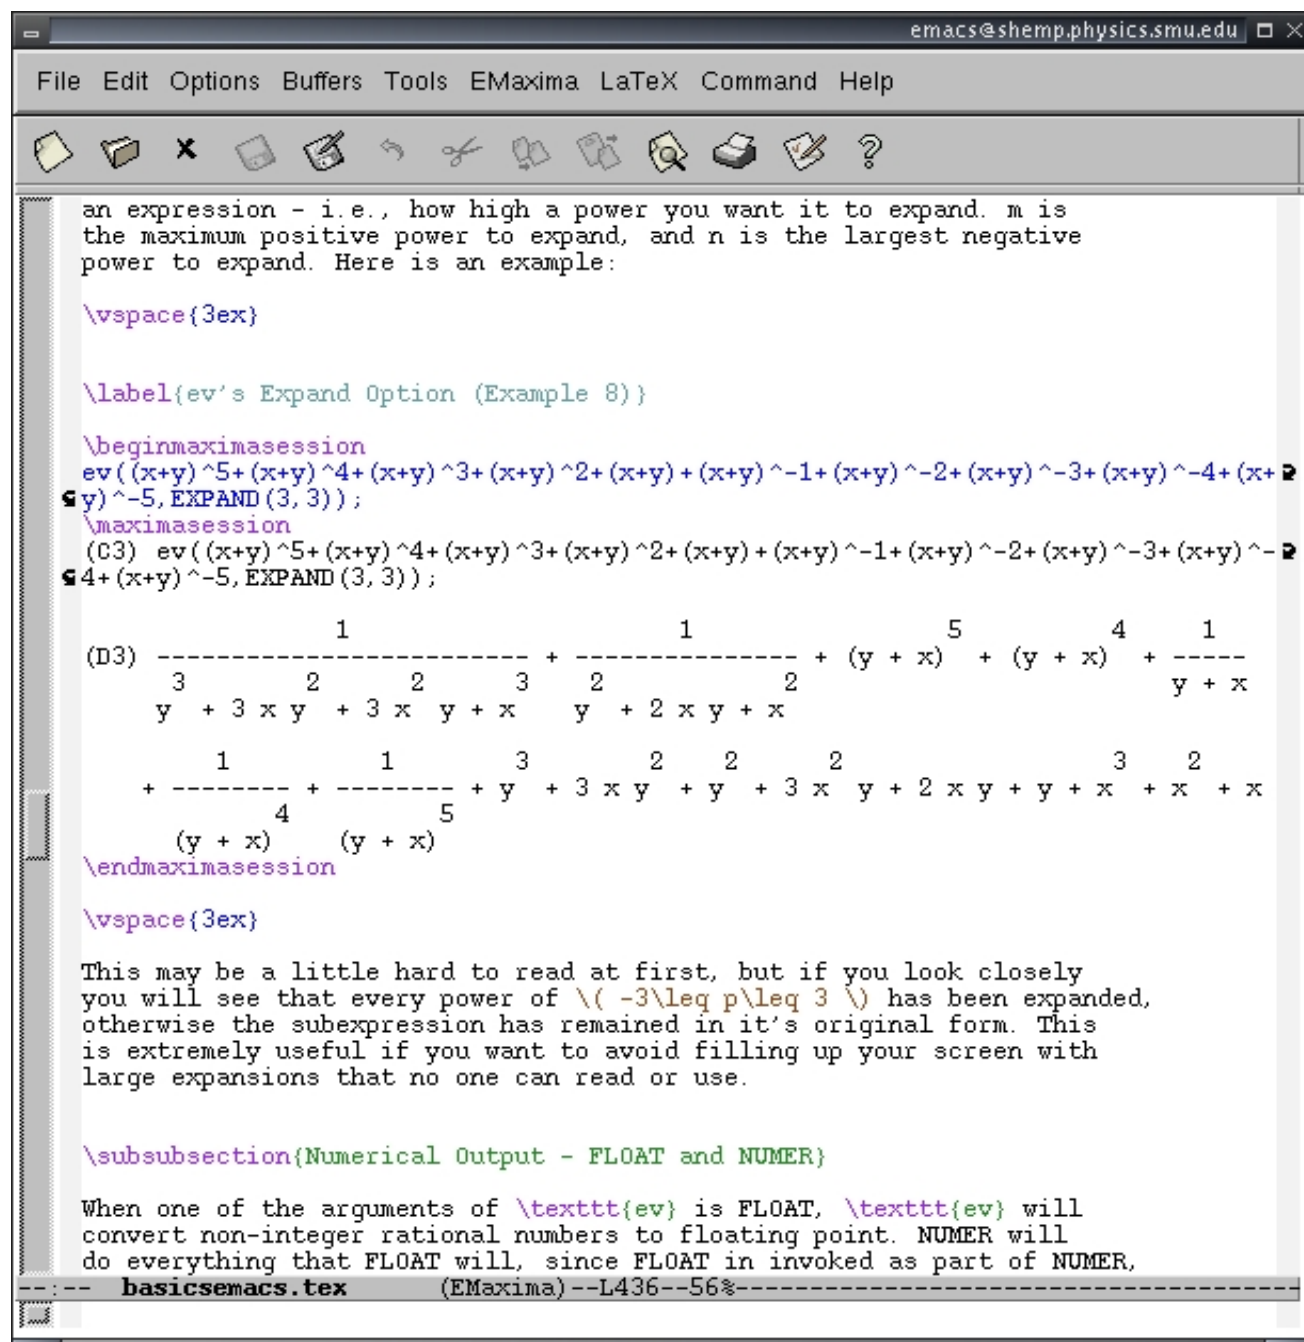 emacs@shemp.physics.smu.edu
File Edit Options Buffers Tools EMaxima LaTeX Command Help
an expression - i.e., how high a power you want it to expand. m is
the maximum positive power to expand, and n is the largest negative
power to expand. Here is an example:
\vspace{3ex}
\label{ev's Expand Option (Example 8)}
\beginmaximasession
ev((x+y)^5+(x+y)^4+(x+y)^3+(x+y)^2+(x+y)+(x+y)^-1+(x+y)^-2+(x+y)^-3+(x+y)^-4+(x+
y)^-5,EXPAND(3,3));
\maximasession
(C3) ev((x+y)^5+(x+y)^4+(x+y)^3+(x+y)^2+(x+y)+(x+y)^-1+(x+y)^-2+(x+y)^-3+(x+y)^-
4+(x+y)^-5,EXPAND(3,3));
                 1                      1                 5          4     1
(D3) ------------------------- + --------------- + (y + x)  + (y + x)  + -----
      3        2      2      3    2            2                         y + x
     y  + 3 x y  + 3 x  y + x    y  + 2 x y + x
         1          1        3        2    2      2                  3    2
    + -------- + -------- + y  + 3 x y  + y  + 3 x  y + 2 x y + y + x  + x  + x
             4          5
      (y + x)    (y + x)
\endmaximasession
\vspace{3ex}
This may be a little hard to read at first, but if you look closely
you will see that every power of \( -3\leq p\leq 3 \) has been expanded,
otherwise the subexpression has remained in it's original form. This
is extremely useful if you want to avoid filling up your screen with
large expansions that no one can read or use.
\subsubsection{Numerical Output - FLOAT and NUMER}
When one of the arguments of \texttt{ev} is FLOAT, \texttt{ev} will
convert non-integer rational numbers to floating point. NUMER will
do everything that FLOAT will, since FLOAT in invoked as part of NUMER,
--:-- basicsemacs.tex (EMaxima)--L436--56%--------------------------------------